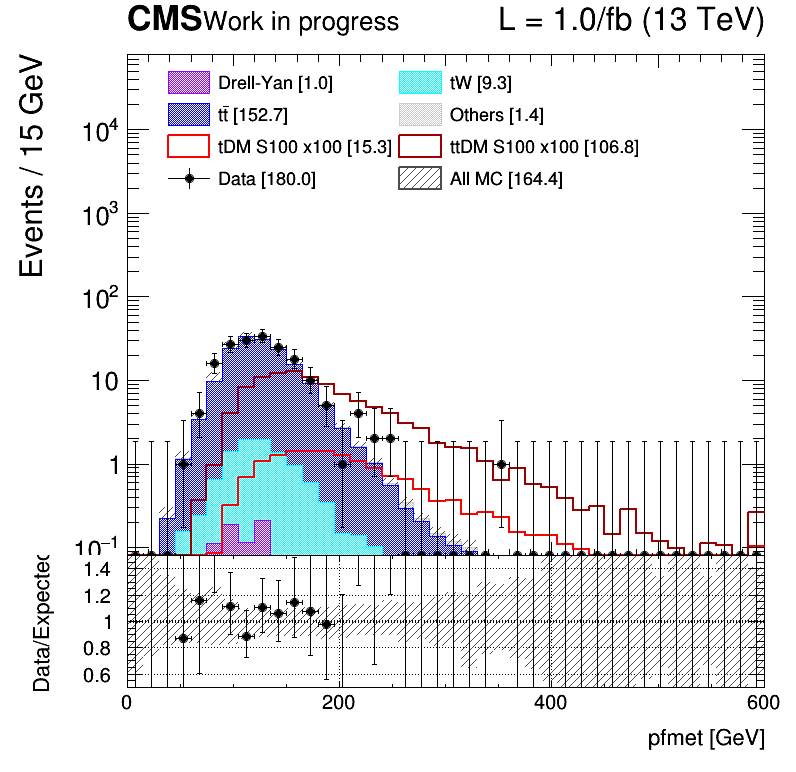 CMS Work in progress L = 1.0/fb (13 TeV)
Events / 15 GeV
Drell-Yan [1.0] tW [9.3]
tt̄ [152.7] Others [1.4]
tDM S100 x100 [15.3] ttDM S100 x100 [106.8]
Data [180.0] All MC [164.4]
10⁴
10³
10²
10
1
10⁻¹
Data/Expected
1.4
1.2
1
0.8
0.6
0 200 400 600
pfmet [GeV]